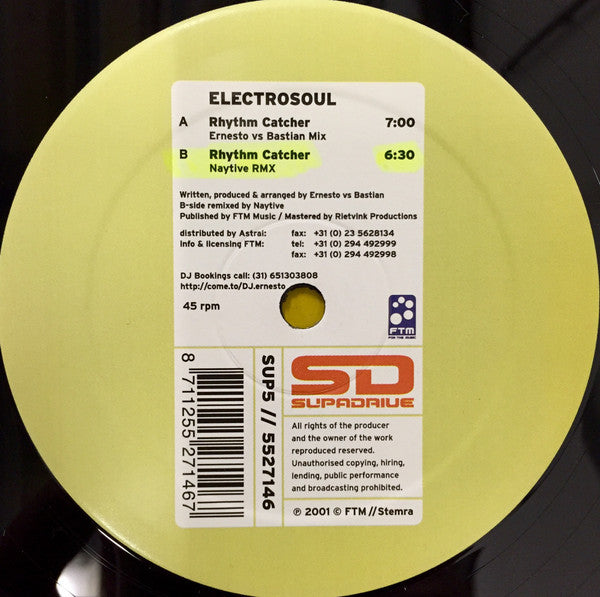 ELECTROSOUL
A Rhythm Catcher 7:00
Ernesto vs Bastian Mix
B Rhythm Catcher 6:30
Naytive RMX
Written, produced & arranged by Ernesto vs Bastian
B-side remixed by Naytive
Published by FTM Music / Mastered by Rietvink Productions
distributed by Astral: fax: +31 (0) 23 5628134
Info & licensing FTM: tel: +31 (0) 294 492999
fax: +31 (0) 294 492998
DJ Bookings call: (31) 651303808
http://come.to/DJ.ernesto
45 rpm
FTM
FOR THE MUSIC
8 711255 271467
SUP5 // 5527146
SD
SUPADRIVE
All rights of the producer
and the owner of the work
reproduced reserved.
Unauthorised copying, hiring,
lending, public performance
and broadcasting prohibited.
℗ 2001 © FTM // Stemra